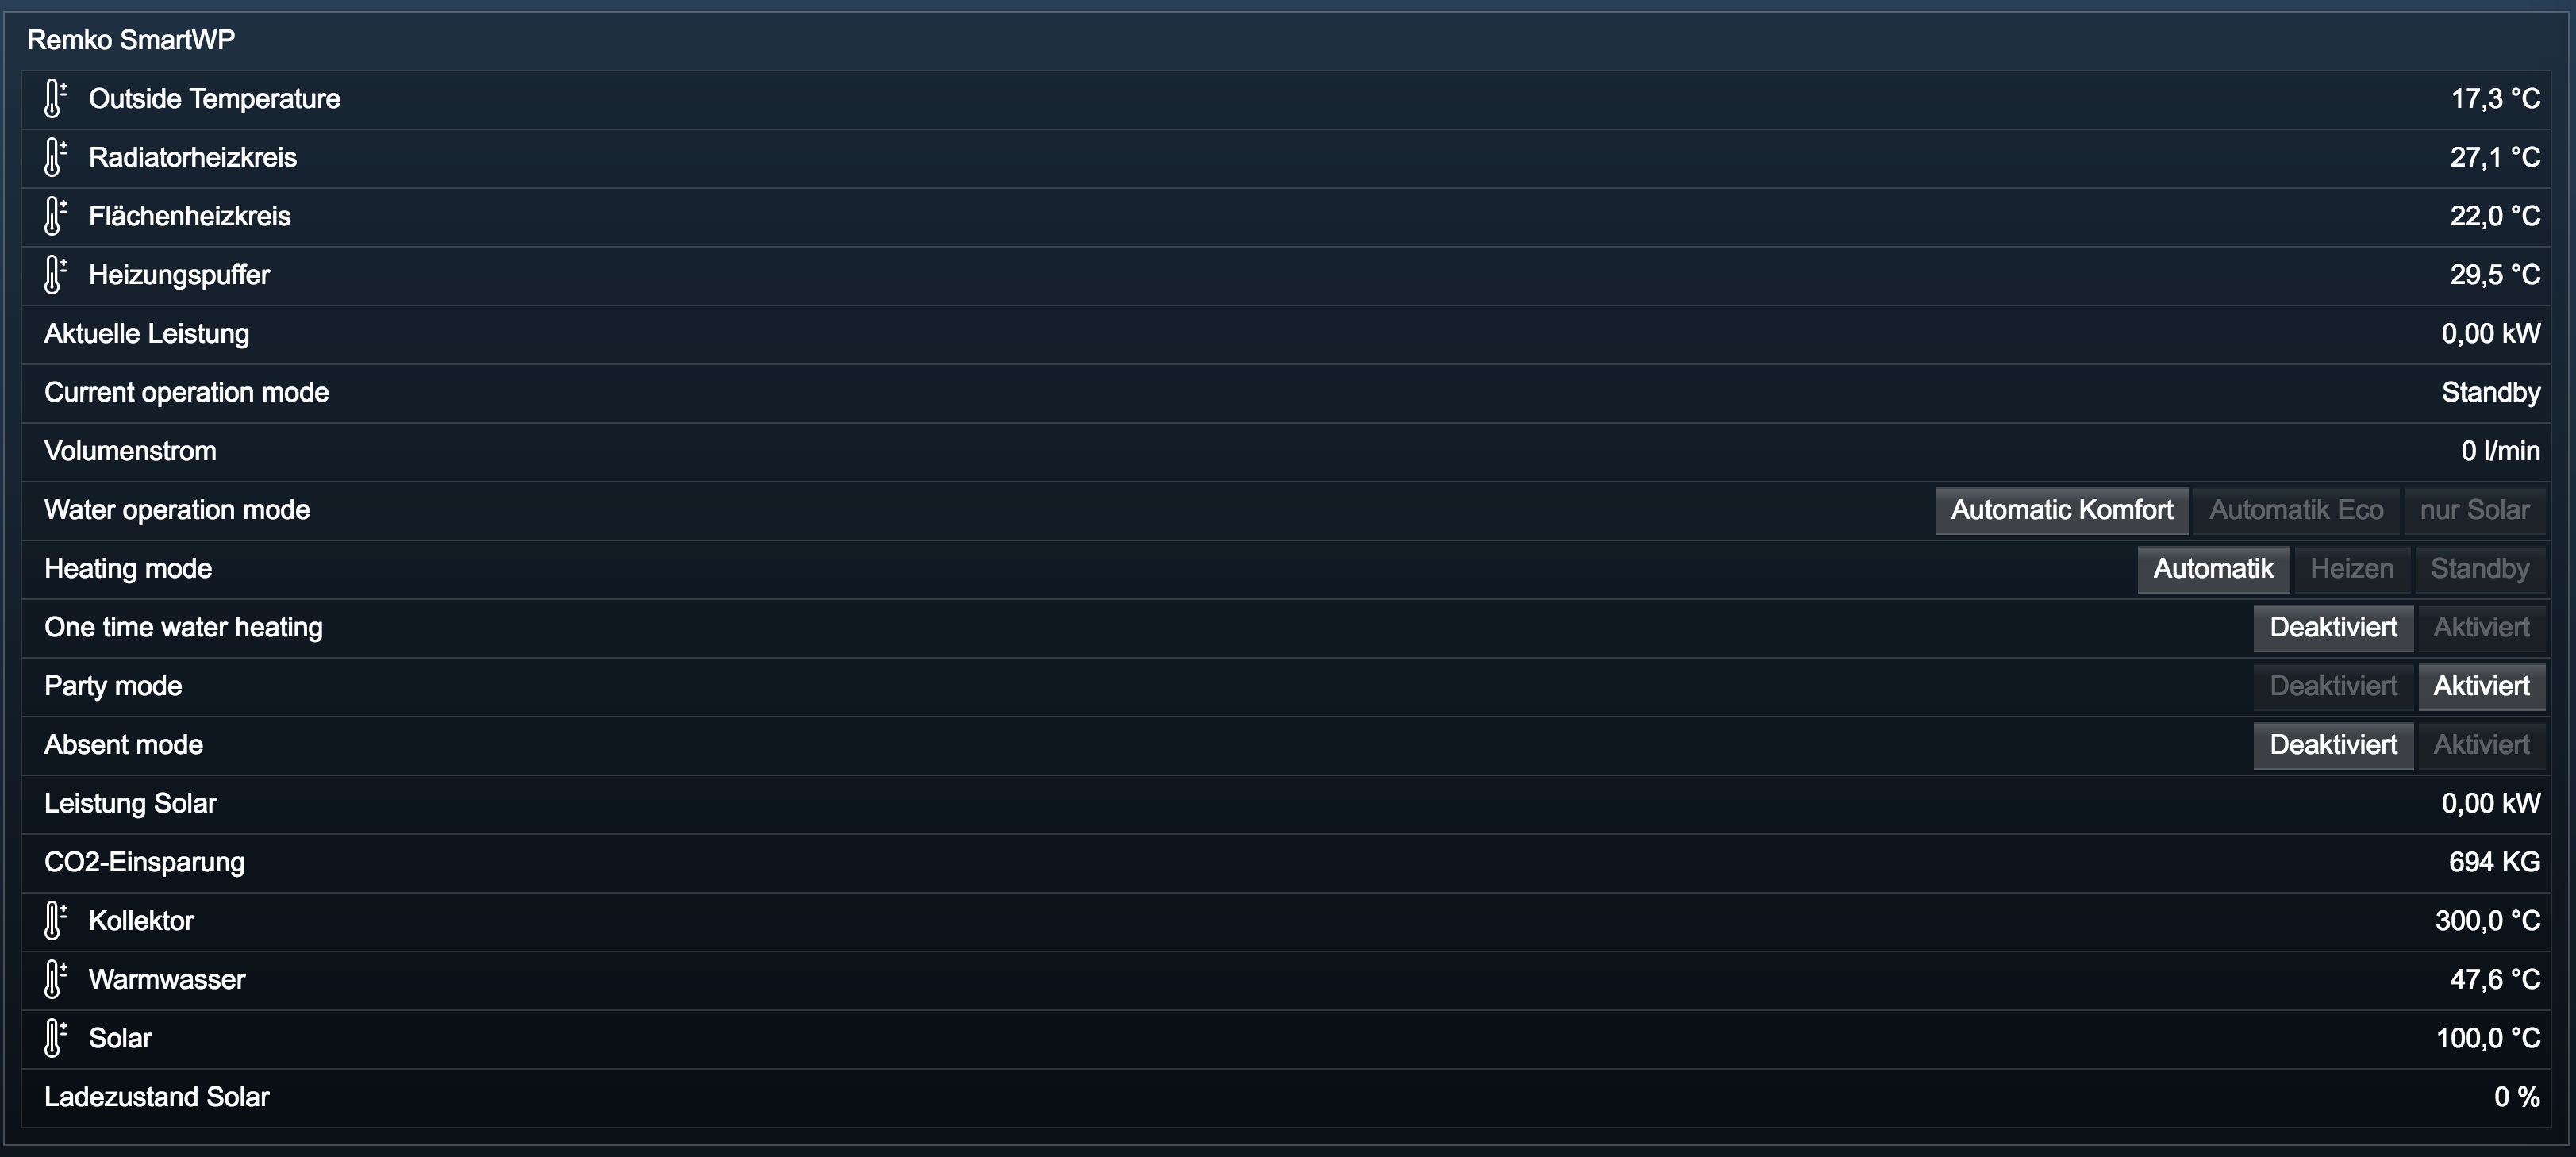 Remko SmartWP
Outside Temperature 17,3 °C
Radiatorheizkreis 27,1 °C
Flächenheizkreis 22,0 °C
Heizungspuffer 29,5 °C
Aktuelle Leistung 0,00 kW
Current operation mode Standby
Volumenstrom 0 l/min
Water operation mode Automatic Komfort Automatik Eco nur Solar
Heating mode Automatik Heizen Standby
One time water heating Deaktiviert Aktiviert
Party mode Deaktiviert Aktiviert
Absent mode Deaktiviert Aktiviert
Leistung Solar 0,00 kW
CO2-Einsparung 694 KG
Kollektor 300,0 °C
Warmwasser 47,6 °C
Solar 100,0 °C
Ladezustand Solar 0 %